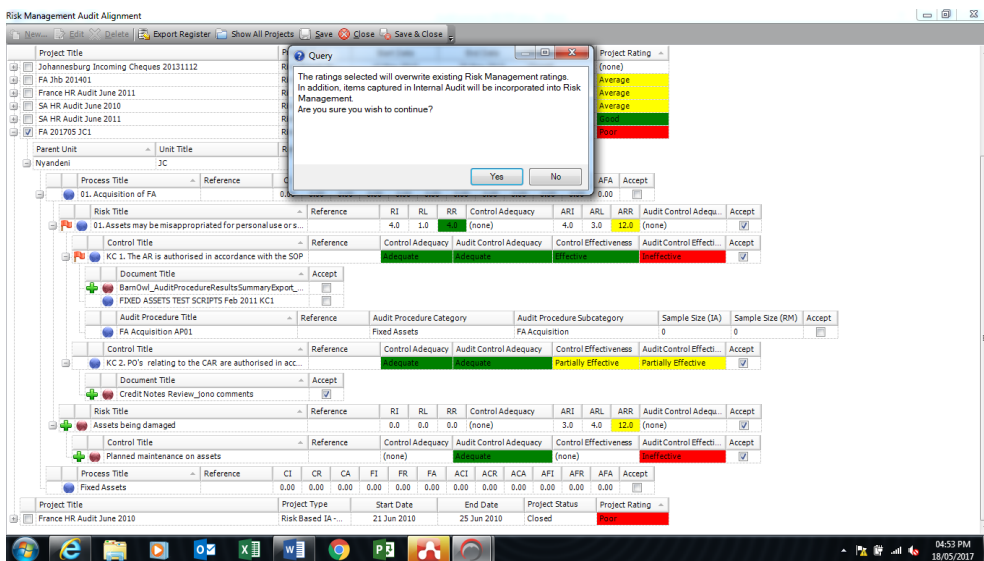 Risk Management Audit Alignment
New... Edit Delete Export Register Show All Projects Save Close Save & Close
Project Title Project Rating
Johannesburg Incoming Cheques 20131112 (none)
FA Jhb 201401 Average
France HR Audit June 2011 Average
SA HR Audit June 2010 Average
SA HR Audit June 2011 Good
FA 201705 JC1 Poor
Query
The ratings selected will overwrite existing Risk Management ratings.
In addition, items captured in Internal Audit will be incorporated into Risk
Management.
Are you sure you wish to continue?
Yes No
Parent Unit Unit Title
Nyandeni JC
Process Title Reference AFA Accept
01. Acquisition of FA 0.00
Risk Title Reference RI RL RR Control Adequacy ARI ARL ARR Audit Control Adequ... Accept
01. Assets may be misappropriated for personal use or s... 4.0 1.0 4.0 (none) 4.0 3.0 12.0 (none)
Control Title Reference Control Adequacy Audit Control Adequacy Control Effectiveness Audit Control Effecti... Accept
KC 1. The AR is authorised in accordance with the SOP Adequate Adequate Effective Ineffective
Document Title Accept
BarnOwl_AuditProcedureResultsSummaryExport_...
FIXED ASSETS TEST SCRIPTS Feb 2011 KC1
Audit Procedure Title Reference Audit Procedure Category Audit Procedure Subcategory Sample Size (IA) Sample Size (RM) Accept
FA Acquisition AP01 Fixed Assets FA Acquisition 0 0
Control Title Reference Control Adequacy Audit Control Adequacy Control Effectiveness Audit Control Effecti... Accept
KC 2. PO's relating to the CAR are authorised in acc... Adequate Adequate Partially Effective Partially Effective
Document Title Accept
Credit Notes Review_jono comments
Risk Title Reference RI RL RR Control Adequacy ARI ARL ARR Audit Control Adequ... Accept
Assets being damaged 0.0 0.0 0.0 (none) 3.0 4.0 12.0 (none)
Control Title Reference Control Adequacy Audit Control Adequacy Control Effectiveness Audit Control Effecti... Accept
Planned maintenance on assets (none) Adequate (none) Ineffective
Process Title Reference CI CR CA FI FR FA ACI ACR ACA AFI AFR AFA Accept
Fixed Assets 0.00 0.00 0.00 0.00 0.00 0.00 0.00 0.00 0.00 0.00 0.00 0.00
Project Title Project Type Start Date End Date Project Status Project Rating
France HR Audit June 2010 Risk Based IA -... 21 Jun 2010 25 Jun 2010 Closed Poor
04:53 PM
18/05/2017